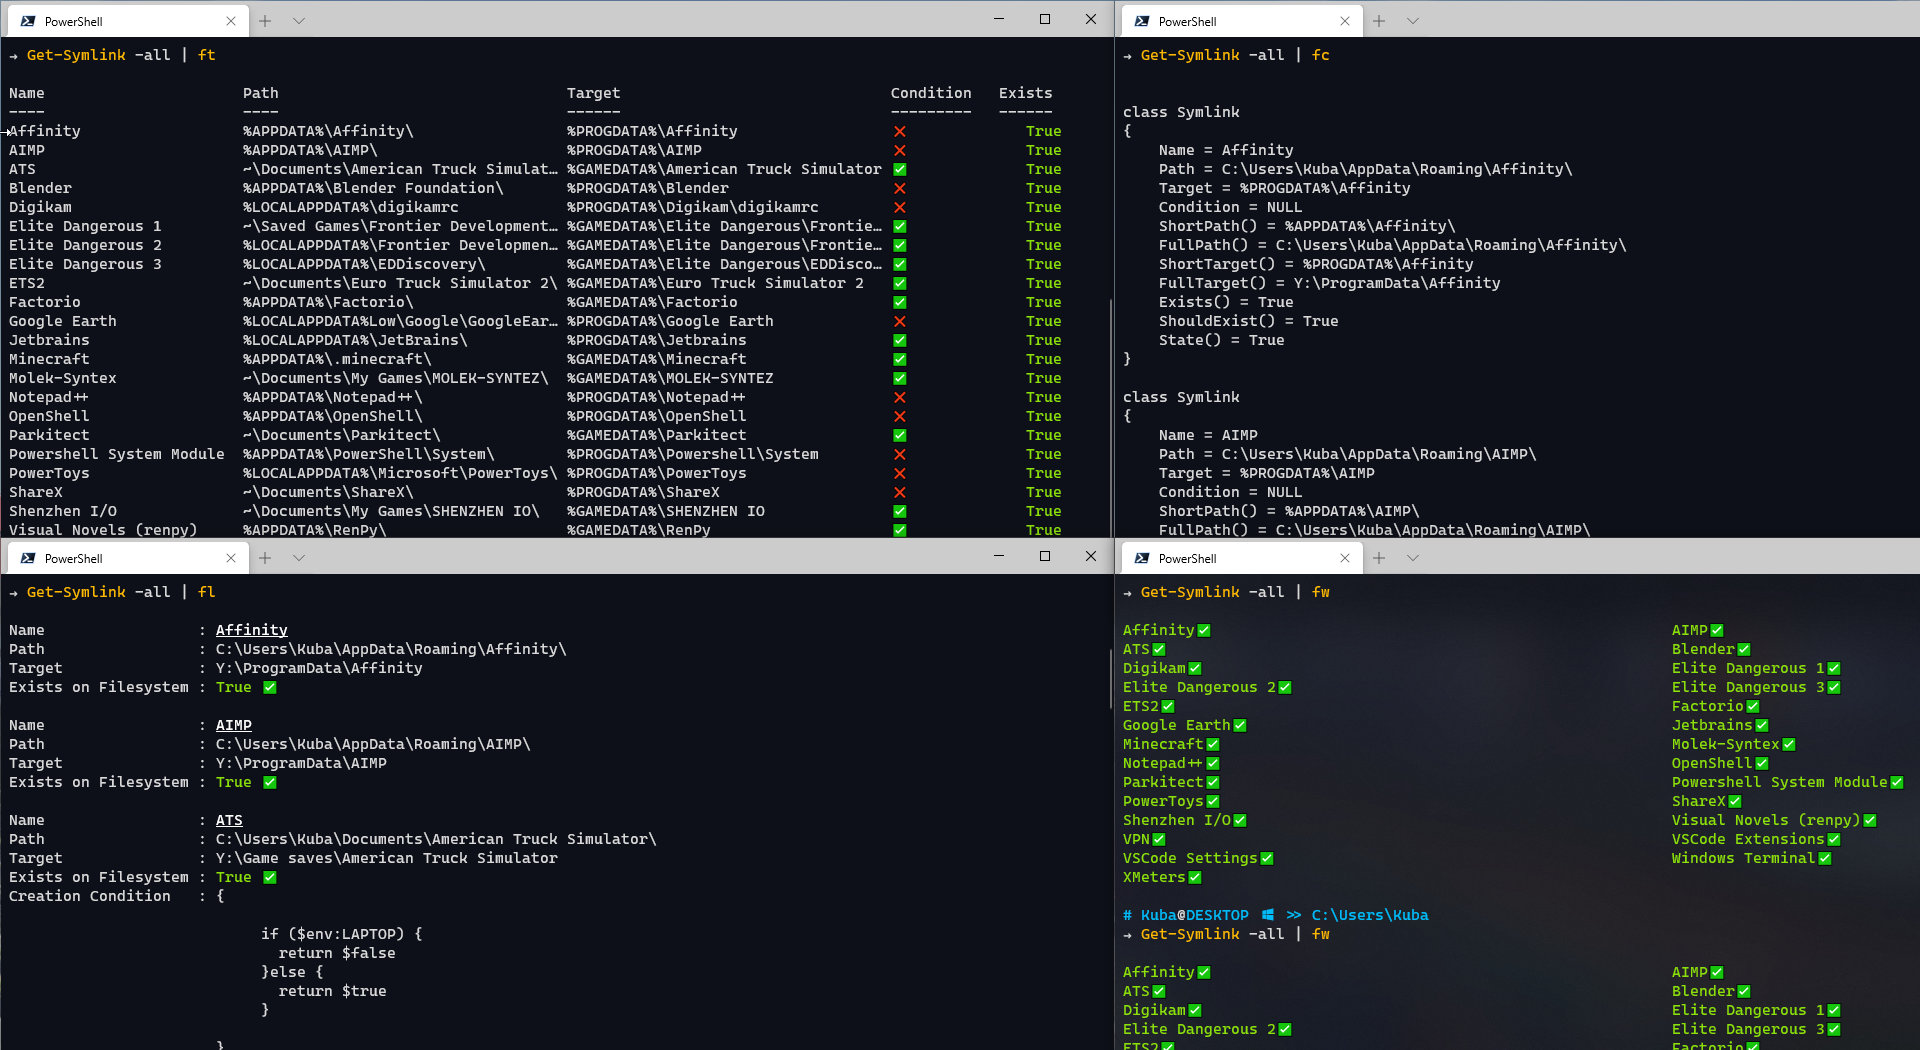 PowerShell
→ Get-Symlink -all | ft
Name Path Target Condition Exists
---- ---- ------ --------- ------
Affinity %APPDATA%\Affinity\ %PROGDATA%\Affinity ❌ True
AIMP %APPDATA%\AIMP\ %PROGDATA%\AIMP ❌ True
ATS ~\Documents\American Truck Simulat… %GAMEDATA%\American Truck Simulator ✅ True
Blender %APPDATA%\Blender Foundation\ %PROGDATA%\Blender ❌ True
Digikam %LOCALAPPDATA%\digikamrc %PROGDATA%\Digikam\digikamrc ❌ True
Elite Dangerous 1 ~\Saved Games\Frontier Development… %GAMEDATA%\Elite Dangerous\Frontie… ✅ True
Elite Dangerous 2 %LOCALAPPDATA%\Frontier Developmen… %GAMEDATA%\Elite Dangerous\Frontie… ✅ True
Elite Dangerous 3 %LOCALAPPDATA%\EDDiscovery\ %GAMEDATA%\Elite Dangerous\EDDisco… ✅ True
ETS2 ~\Documents\Euro Truck Simulator 2\ %GAMEDATA%\Euro Truck Simulator 2 ✅ True
Factorio %APPDATA%\Factorio\ %GAMEDATA%\Factorio ✅ True
Google Earth %LOCALAPPDATA%Low\Google\GoogleEar… %PROGDATA%\Google Earth ❌ True
Jetbrains %LOCALAPPDATA%\JetBrains\ %PROGDATA%\Jetbrains ✅ True
Minecraft %APPDATA%\.minecraft\ %GAMEDATA%\Minecraft ✅ True
Molek-Syntex ~\Documents\My Games\MOLEK-SYNTEZ\ %GAMEDATA%\MOLEK-SYNTEZ ✅ True
Notepad++ %APPDATA%\Notepad++\ %PROGDATA%\Notepad++ ❌ True
OpenShell %APPDATA%\OpenShell\ %PROGDATA%\OpenShell ❌ True
Parkitect ~\Documents\Parkitect\ %GAMEDATA%\Parkitect ✅ True
Powershell System Module %APPDATA%\PowerShell\System\ %PROGDATA%\Powershell\System ❌ True
PowerToys %LOCALAPPDATA%\Microsoft\PowerToys\ %PROGDATA%\PowerToys ❌ True
ShareX ~\Documents\ShareX\ %PROGDATA%\ShareX ❌ True
Shenzhen I/O ~\Documents\My Games\SHENZHEN IO\ %GAMEDATA%\SHENZHEN IO ✅ True
Visual Novels (renpy) %APPDATA%\RenPy\ %GAMEDATA%\RenPy ✅ True
PowerShell
→ Get-Symlink -all | fc
class Symlink
{
Name = Affinity
Path = C:\Users\Kuba\AppData\Roaming\Affinity\
Target = %PROGDATA%\Affinity
Condition = NULL
ShortPath() = %APPDATA%\Affinity\
FullPath() = C:\Users\Kuba\AppData\Roaming\Affinity\
ShortTarget() = %PROGDATA%\Affinity
FullTarget() = Y:\ProgramData\Affinity
Exists() = True
ShouldExist() = True
State() = True
}
class Symlink
{
Name = AIMP
Path = C:\Users\Kuba\AppData\Roaming\AIMP\
Target = %PROGDATA%\AIMP
Condition = NULL
ShortPath() = %APPDATA%\AIMP\
FullPath() = C:\Users\Kuba\AppData\Roaming\AIMP\
PowerShell
→ Get-Symlink -all | fl
Name : Affinity
Path : C:\Users\Kuba\AppData\Roaming\Affinity\
Target : Y:\ProgramData\Affinity
Exists on Filesystem : True ✅
Name : AIMP
Path : C:\Users\Kuba\AppData\Roaming\AIMP\
Target : Y:\ProgramData\AIMP
Exists on Filesystem : True ✅
Name : ATS
Path : C:\Users\Kuba\Documents\American Truck Simulator\
Target : Y:\Game saves\American Truck Simulator
Exists on Filesystem : True ✅
Creation Condition : {
if ($env:LAPTOP) {
return $false
}else {
return $true
}
}
PowerShell
→ Get-Symlink -all | fw
Affinity✅ AIMP✅
ATS✅ Blender✅
Digikam✅ Elite Dangerous 1✅
Elite Dangerous 2✅ Elite Dangerous 3✅
ETS2✅ Factorio✅
Google Earth✅ Jetbrains✅
Minecraft✅ Molek-Syntex✅
Notepad++✅ OpenShell✅
Parkitect✅ Powershell System Module✅
PowerToys✅ ShareX✅
Shenzhen I/O✅ Visual Novels (renpy)✅
VPN✅ VSCode Extensions✅
VSCode Settings✅ Windows Terminal✅
XMeters✅
# Kuba@DESKTOP >> C:\Users\Kuba
→ Get-Symlink -all | fw
Affinity✅ AIMP✅
ATS✅ Blender✅
Digikam✅ Elite Dangerous 1✅
Elite Dangerous 2✅ Elite Dangerous 3✅
ETS2✅ Factorio✅